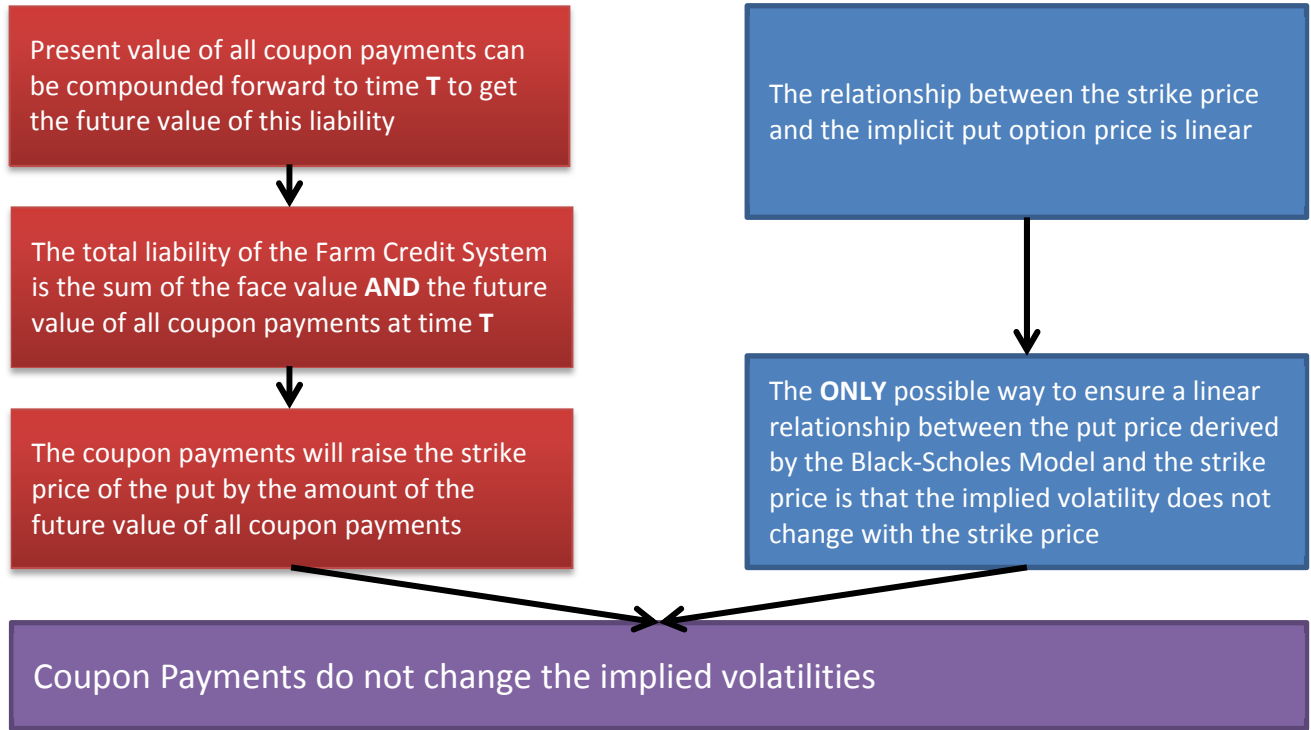 Present value of all coupon payments can
be compounded forward to time T to get
the future value of this liability
The total liability of the Farm Credit System
is the sum of the face value AND the future
value of all coupon payments at time T
The coupon payments will raise the strike
price of the put by the amount of the
future value of all coupon payments
The relationship between the strike price
and the implicit put option price is linear
The ONLY possible way to ensure a linear
relationship between the put price derived
by the Black-Scholes Model and the strike
price is that the implied volatility does not
change with the strike price
Coupon Payments do not change the implied volatilities